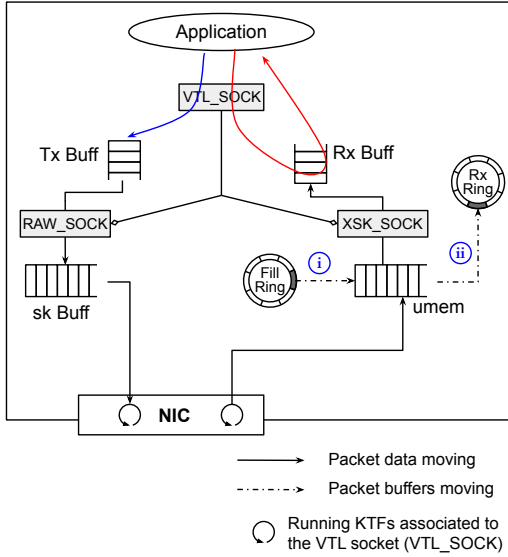 Application
VTL_SOCK
Tx Buff
Rx Buff
Rx
Ring
RAW_SOCK
XSK_SOCK
Fill
Ring
i
ii
sk Buff
umem
NIC
Packet data moving
Packet buffers moving
Running KTFs associated to
the VTL socket (VTL_SOCK)